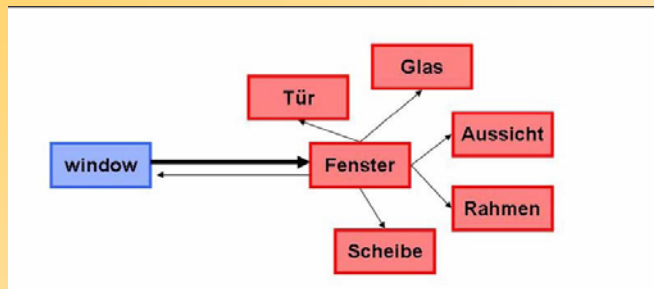 Glas
Tür
Aussicht
window
Fenster
Rahmen
Scheibe